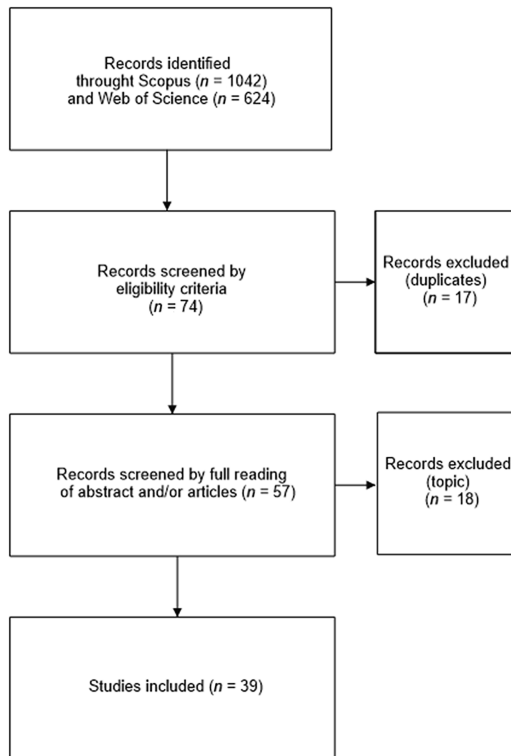 Records identified
throught Scopus (n = 1042)
and Web of Science (n = 624)
Records screened by
eligibility criteria
(n = 74)
Records excluded
(duplicates)
(n = 17)
Records screened by full reading
of abstract and/or articles (n = 57)
Records excluded
(topic)
(n = 18)
Studies included (n = 39)